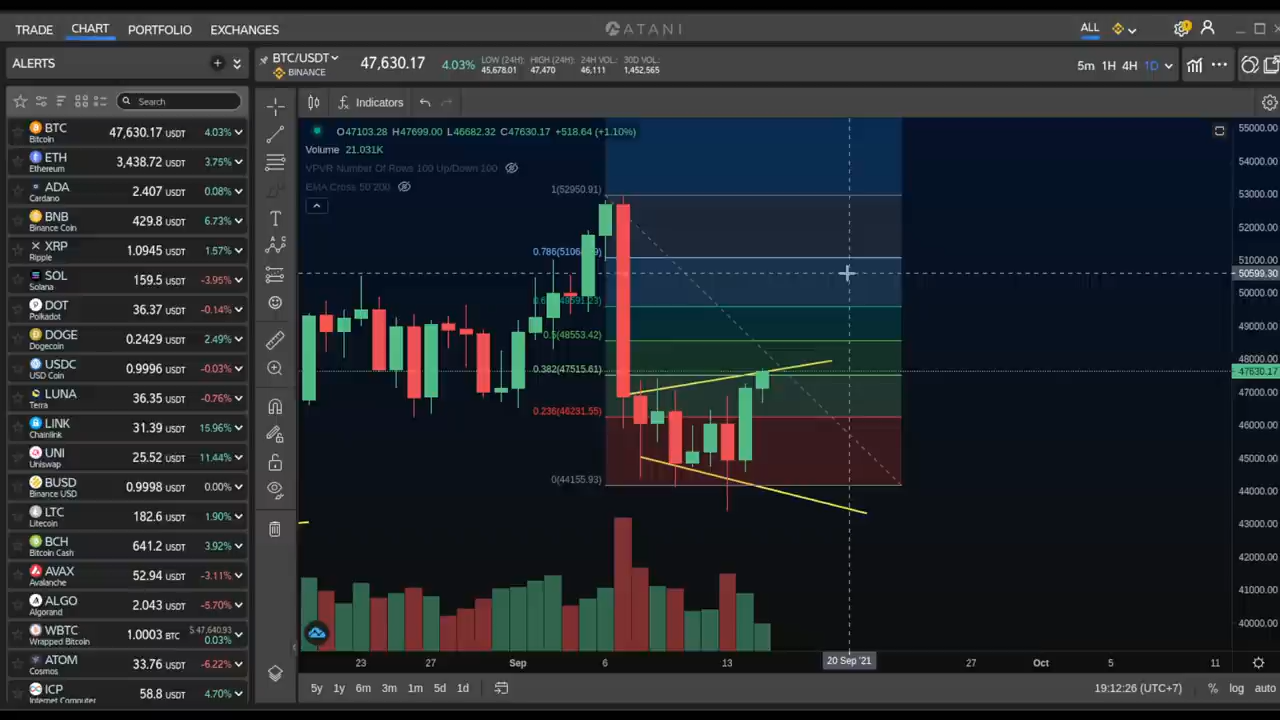 TRADE CHART PORTFOLIO EXCHANGES ATANI ALL
ALERTS
BTC/USDT BINANCE 47,630.17 4.03% LOW (24H): 45,678.01 HIGH (24H): 47,470 24H VOL.: 46,111 30D VOL.: 1,452,565 5m 1H 4H 1D
Search
Indicators
BTC Bitcoin 47,630.17 USDT 4.03%
ETH Ethereum 3,438.72 USDT 3.75%
ADA Cardano 2.407 USDT 0.08%
BNB Binance Coin 429.8 USDT 6.73%
XRP Ripple 1.0945 USDT 1.57%
SOL Solana 159.5 USDT -3.95%
DOT Polkadot 36.37 USDT -0.14%
DOGE Dogecoin 0.2429 USDT 2.49%
USDC USD Coin 0.9996 USDT -0.03%
LUNA Terra 36.35 USDT -0.76%
LINK Chainlink 31.39 USDT 15.96%
UNI Uniswap 25.52 USDT 11.44%
BUSD Binance USD 0.9998 USDT 0.00%
LTC Litecoin 182.6 USDT 1.90%
BCH Bitcoin Cash 641.2 USDT 3.92%
AVAX Avalanche 52.94 USDT -3.11%
ALGO Algorand 2.043 USDT -5.70%
WBTC Wrapped Bitcoin 1.0003 BTC $ 47,640.93 0.03%
ATOM Cosmos 33.76 USDT -6.22%
ICP Internet Computer 58.8 USDT 4.70%
O47103.28 H47699.00 L46682.32 C47630.17 +518.64 (+1.10%)
Volume 21.031K
VPVR Number Of Rows 100 Up/Down 100
EMA Cross 50 200
1(52950.91)
0.5(48553.42)
0.382(47515.61)
0.236(46231.55)
0(44155.93)
55000.00
54000.00
53000.00
52000.00
51000.00
50599.30
50000.00
49000.00
48000.00
47630.17
47000.00
46000.00
45000.00
44000.00
43000.00
42000.00
41000.00
40000.00
23 27 Sep 6 13 20 Sep '21 27 Oct 5 11
5y 1y 6m 3m 1m 5d 1d 19:12:26 (UTC+7) % log auto